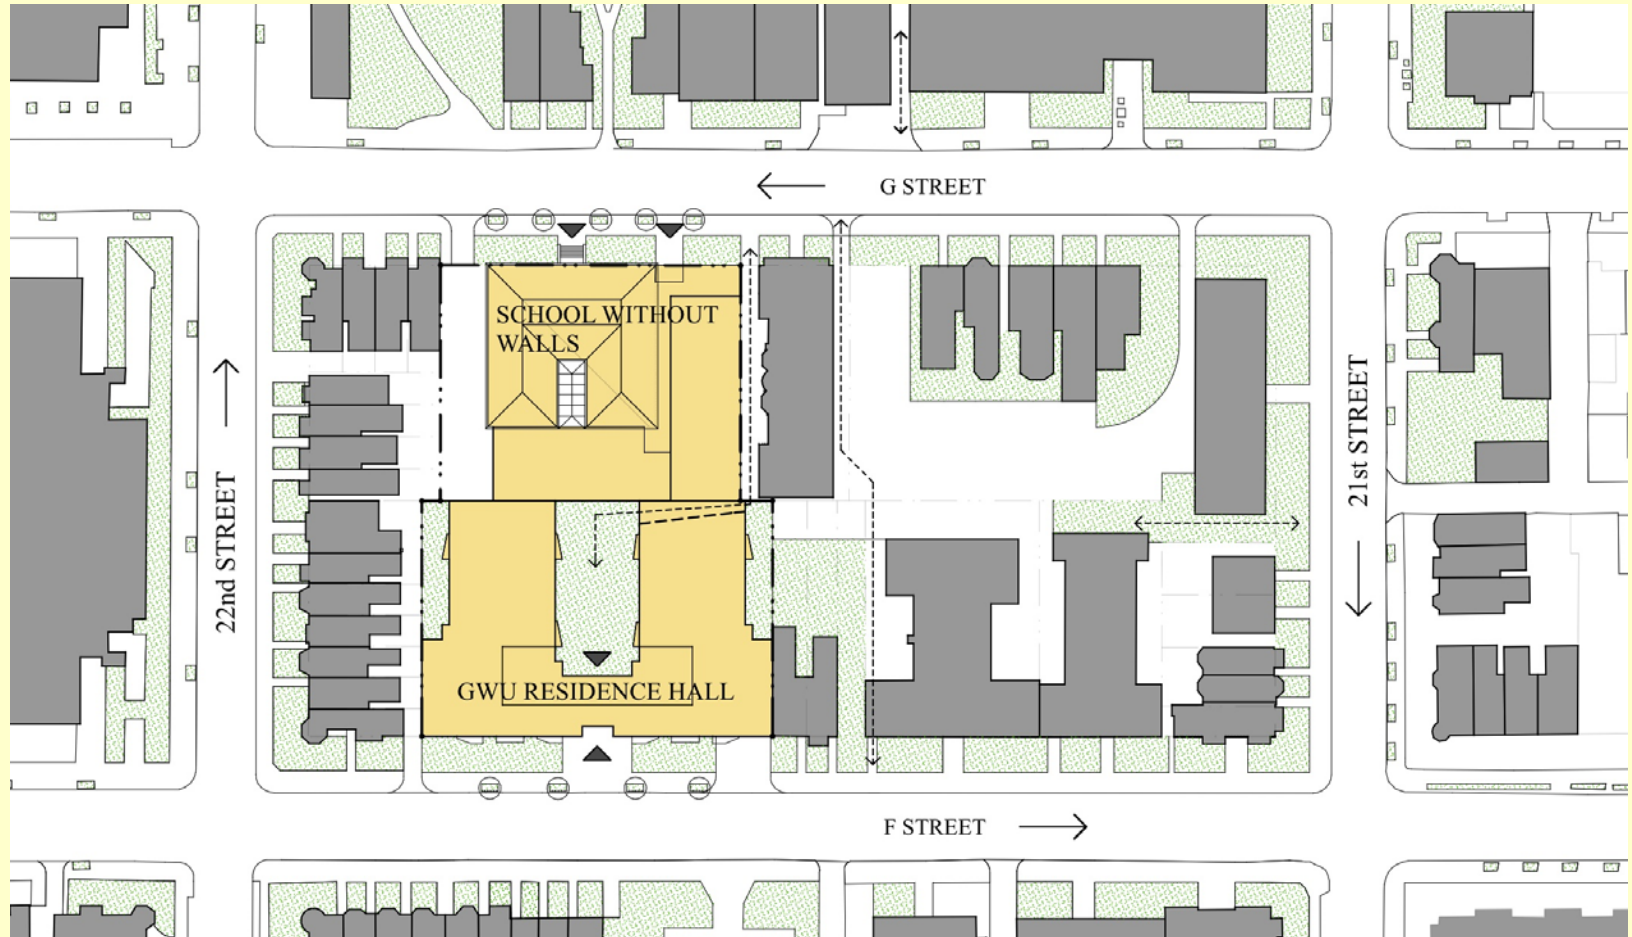 G STREET
SCHOOL WITHOUT
WALLS
22nd STREET
21st STREET
GWU RESIDENCE HALL
F STREET